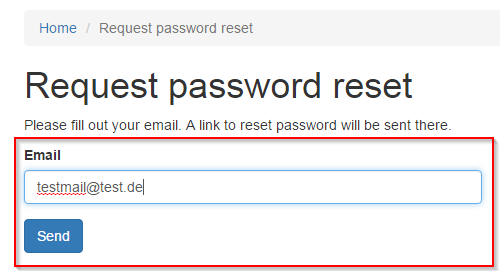 Home / Request password reset
Request password reset
Please fill out your email. A link to reset password will be sent there.
Email
testmail@test.de
Send